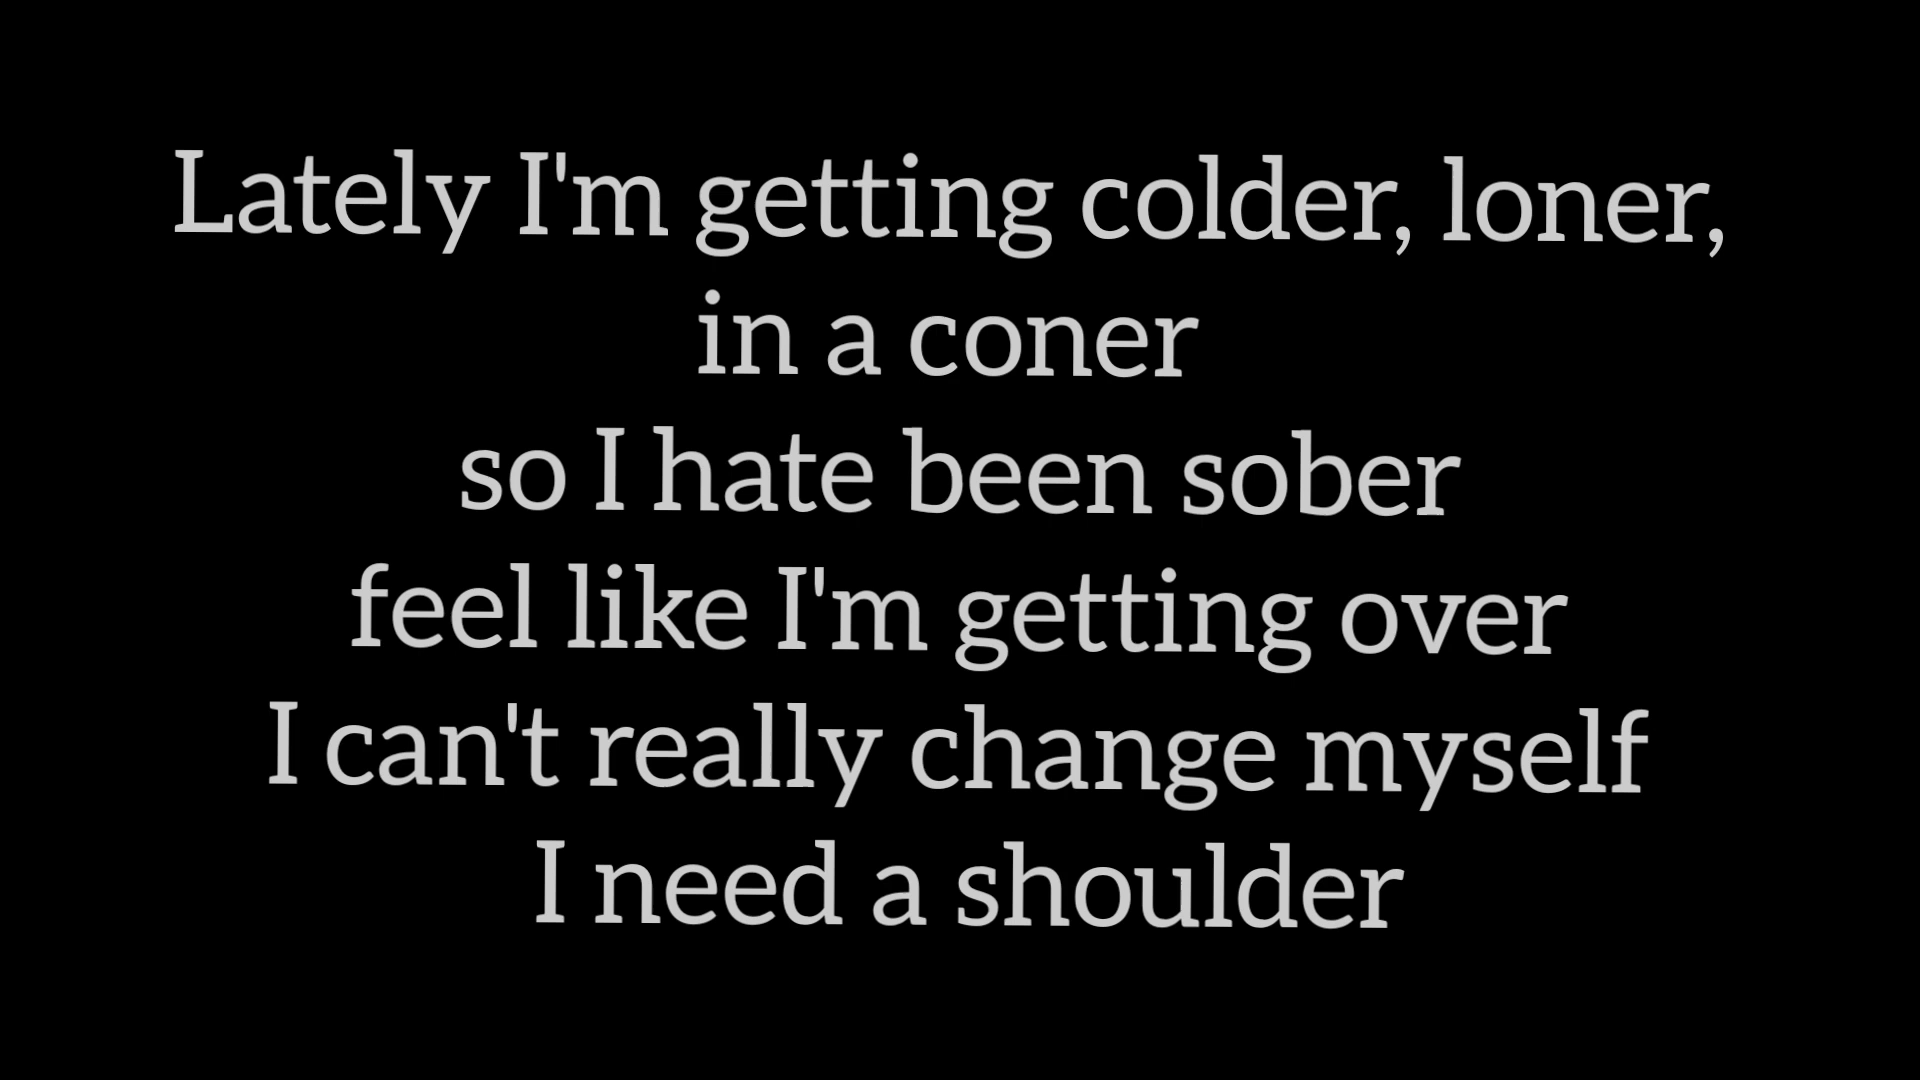 Lately I'm getting colder, loner,
in a coner
so I hate been sober
feel like I'm getting over
I can't really change myself
I need a shoulder